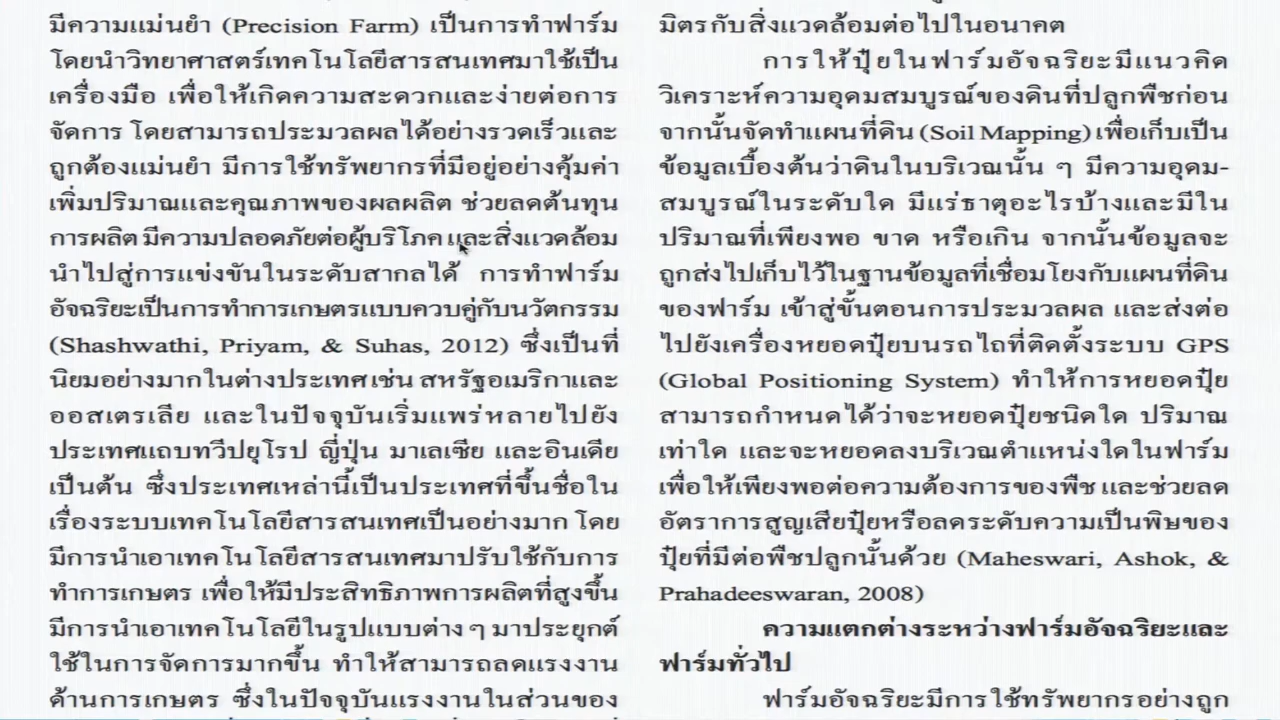 มีความแม่นยำ (Precision Farm) เป็นการทำฟาร์ม
โดยนำวิทยาศาสตร์เทคโนโลยีสารสนเทศมาใช้เป็น
เครื่องมือ เพื่อให้เกิดความสะดวกและง่ายต่อการ
จัดการ โดยสามารถประมวลผลได้อย่างรวดเร็วและ
ถูกต้องแม่นยำ มีการใช้ทรัพยากรที่มีอยู่อย่างคุ้มค่า
เพิ่มปริมาณและคุณภาพของผลผลิต ช่วยลดต้นทุน
การผลิต มีความปลอดภัยต่อผู้บริโภค และสิ่งแวดล้อม
นำไปสู่การแข่งขันในระดับสากลได้ การทำฟาร์ม
อัจฉริยะเป็นการทำการเกษตรแบบควบคู่กับนวัตกรรม
(Shashwathi, Priyam, & Suhas, 2012) ซึ่งเป็นที่
นิยมอย่างมากในต่างประเทศ เช่น สหรัฐอเมริกาและ
ออสเตรเลีย และในปัจจุบันเริ่มแพร่หลายไปยัง
ประเทศแถบทวีปยุโรป ญี่ปุ่น มาเลเซีย และอินเดีย
เป็นต้น ซึ่งประเทศเหล่านี้เป็นประเทศที่ขึ้นชื่อใน
เรื่องระบบเทคโนโลยีสารสนเทศเป็นอย่างมาก โดย
มีการนำเอาเทคโนโลยีสารสนเทศมาปรับใช้กับการ
ทำการเกษตร เพื่อให้มีประสิทธิภาพการผลิตที่สูงขึ้น
มีการนำเอาเทคโนโลยีในรูปแบบต่าง ๆ มาประยุกต์
ใช้ในการจัดการมากขึ้น ทำให้สามารถลดแรงงาน
ด้านการเกษตร ซึ่งในปัจจุบันแรงงานในส่วนของ
มิตรกับสิ่งแวดล้อมต่อไปในอนาคต
การให้ปุ๋ยในฟาร์มอัจฉริยะมีแนวคิด
วิเคราะห์ความอุดมสมบูรณ์ของดินที่ปลูกพืชก่อน
จากนั้นจัดทำแผนที่ดิน (Soil Mapping) เพื่อเก็บเป็น
ข้อมูลเบื้องต้นว่าดินในบริเวณนั้น ๆ มีความอุดม-
สมบูรณ์ในระดับใด มีแร่ธาตุอะไรบ้างและมีใน
ปริมาณที่เพียงพอ ขาด หรือเกิน จากนั้นข้อมูลจะ
ถูกส่งไปเก็บไว้ในฐานข้อมูลที่เชื่อมโยงกับแผนที่ดิน
ของฟาร์ม เข้าสู่ขั้นตอนการประมวลผล และส่งต่อ
ไปยังเครื่องหยอดปุ๋ยบนรถไถที่ติดตั้งระบบ GPS
(Global Positioning System) ทำให้การหยอดปุ๋ย
สามารถกำหนดได้ว่าจะหยอดปุ๋ยชนิดใด ปริมาณ
เท่าใด และจะหยอดลงบริเวณตำแหน่งใดในฟาร์ม
เพื่อให้เพียงพอต่อความต้องการของพืช และช่วยลด
อัตราการสูญเสียปุ๋ยหรือลดระดับความเป็นพิษของ
ปุ๋ยที่มีต่อพืชปลูกนั้นด้วย (Maheswari, Ashok, &
Prahadeeswaran, 2008)
ความแตกต่างระหว่างฟาร์มอัจฉริยะและ
ฟาร์มทั่วไป
ฟาร์มอัจฉริยะมีการใช้ทรัพยากรอย่างถูก